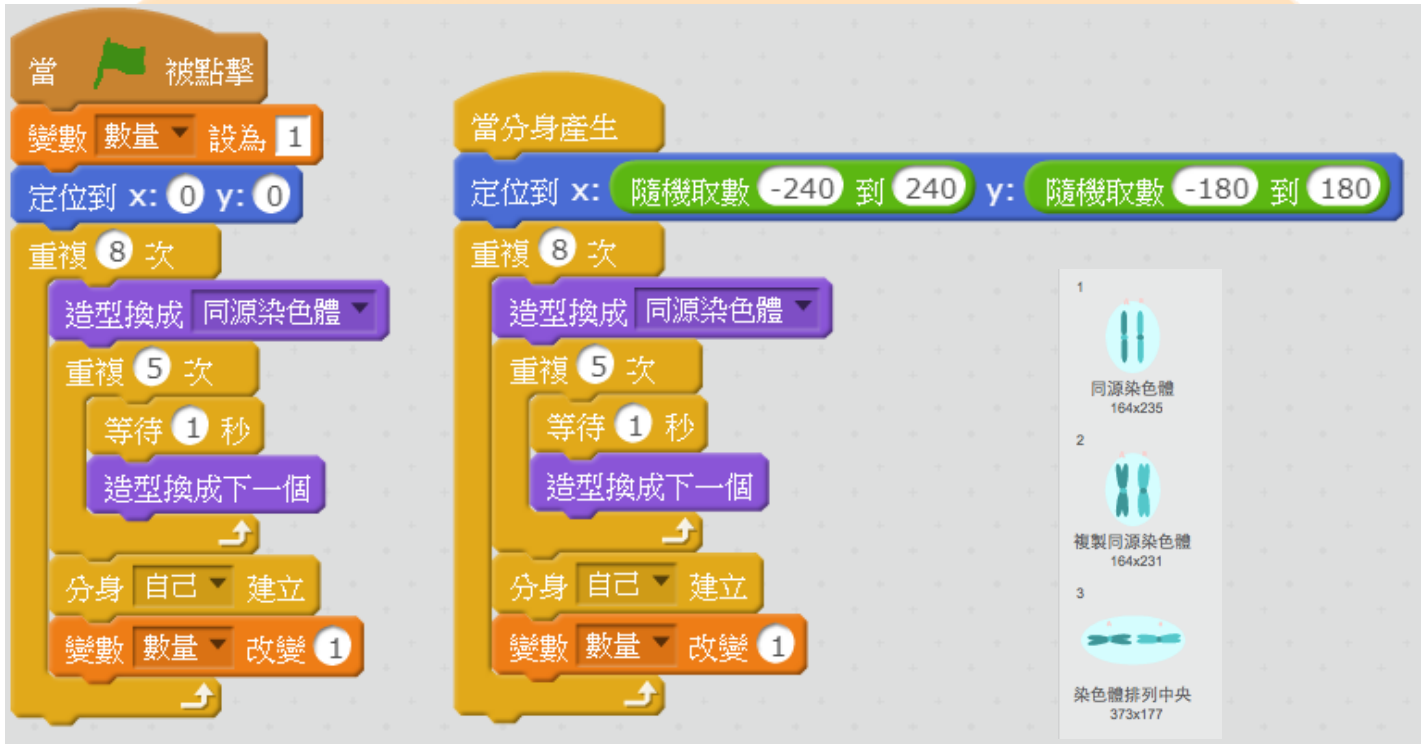 當 被點擊
變數 數量 設為 1
定位到 x: 0 y: 0
重複 8 次
造型換成 同源染色體
重複 5 次
等待 1 秒
造型換成下一個
分身 自己 建立
變數 數量 改變 1
當分身產生
定位到 x: 隨機取數 -240 到 240 y: 隨機取數 -180 到 180
重複 8 次
造型換成 同源染色體
重複 5 次
等待 1 秒
造型換成下一個
分身 自己 建立
變數 數量 改變 1
1
同源染色體
164x235
2
複製同源染色體
164x231
3
染色體排列中央
373x177